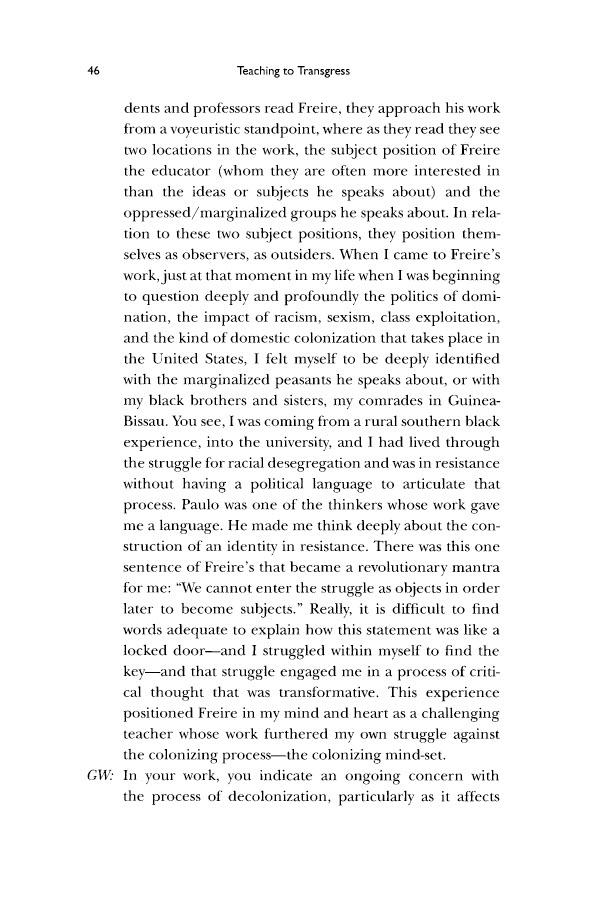 46 Teaching to Transgress
dents and professors read Freire, they approach his work
from a voyeuristic standpoint, where as they read they see
two locations in the work, the subject position of Freire
the educator (whom they are often more interested in
than the ideas or subjects he speaks about) and the
oppressed/marginalized groups he speaks about. In rela-
tion to these two subject positions, they position them-
selves as observers, as outsiders. When I came to Freire's
work, just at that moment in my life when I was beginning
to question deeply and profoundly the politics of domi-
nation, the impact of racism, sexism, class exploitation,
and the kind of domestic colonization that takes place in
the United States, I felt myself to be deeply identified
with the marginalized peasants he speaks about, or with
my black brothers and sisters, my comrades in Guinea-
Bissau. You see, I was coming from a rural southern black
experience, into the university, and I had lived through
the struggle for racial desegregation and was in resistance
without having a political language to articulate that
process. Paulo was one of the thinkers whose work gave
me a language. He made me think deeply about the con-
struction of an identity in resistance. There was this one
sentence of Freire's that became a revolutionary mantra
for me: "We cannot enter the struggle as objects in order
later to become subjects." Really, it is difficult to find
words adequate to explain how this statement was like a
locked door—and I struggled within myself to find the
key—and that struggle engaged me in a process of criti-
cal thought that was transformative. This experience
positioned Freire in my mind and heart as a challenging
teacher whose work furthered my own struggle against
the colonizing process—the colonizing mind-set.
GW: In your work, you indicate an ongoing concern with
the process of decolonization, particularly as it affects